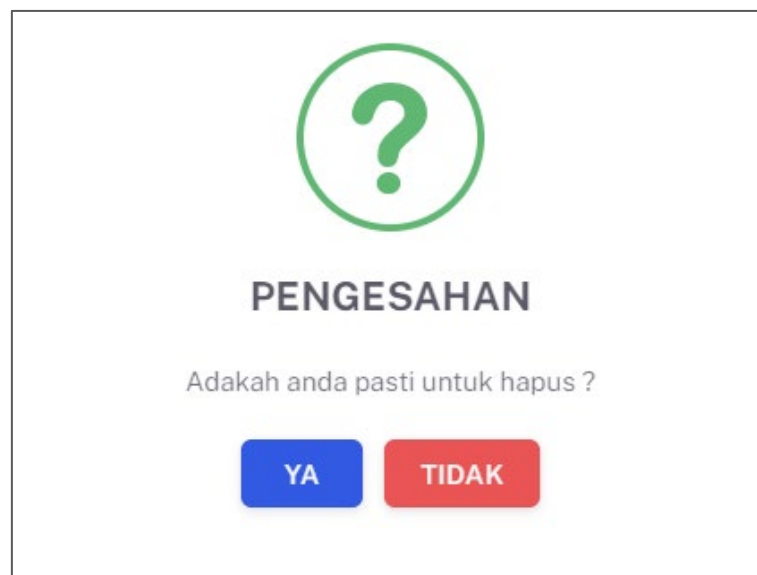 ?
PENGESAHAN
Adakah anda pasti untuk hapus ?
YA
TIDAK